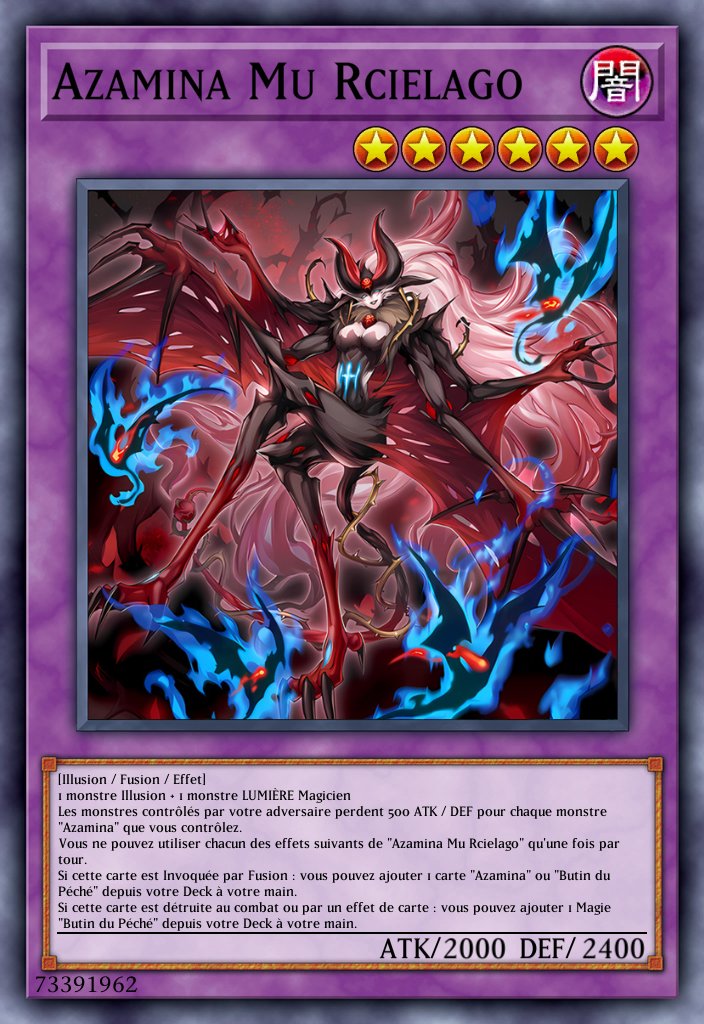 Azamina Mu Rcielago
闇
[Illusion / Fusion / Effet]
1 monstre Illusion + 1 monstre LUMIÈRE Magicien
Les monstres contrôlés par votre adversaire perdent 500 ATK / DEF pour chaque monstre
"Azamina" que vous contrôlez.
Vous ne pouvez utiliser chacun des effets suivants de "Azamina Mu Rcielago" qu'une fois par
tour.
Si cette carte est Invoquée par Fusion : vous pouvez ajouter 1 carte "Azamina" ou "Butin du
Péché" depuis votre Deck à votre main.
Si cette carte est détruite au combat ou par un effet de carte : vous pouvez ajouter 1 Magie
"Butin du Péché" depuis votre Deck à votre main.
ATK/2000 DEF/ 2400
73391962